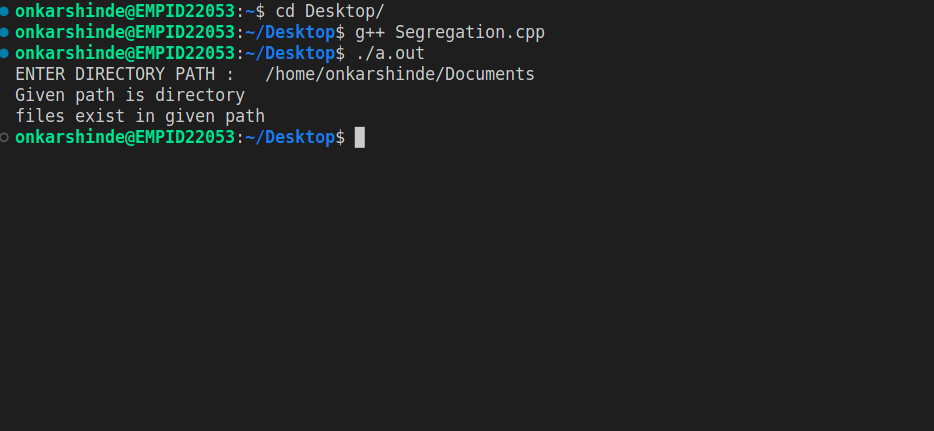 onkarshinde@EMPID22053:~$ cd Desktop/
onkarshinde@EMPID22053:~/Desktop$ g++ Segregation.cpp
onkarshinde@EMPID22053:~/Desktop$ ./a.out
ENTER DIRECTORY PATH :   /home/onkarshinde/Documents
Given path is directory
files exist in given path
onkarshinde@EMPID22053:~/Desktop$